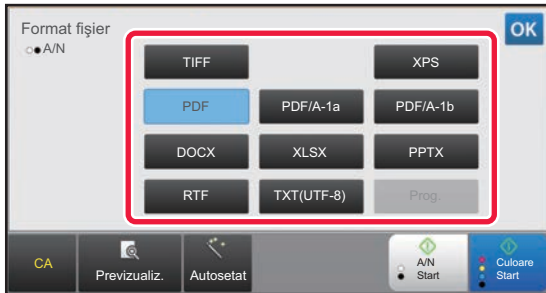 Format fişier
OK
A/N
TIFF
XPS
PDF
PDF/A-1a
PDF/A-1b
DOCX
XLSX
PPTX
RTF
TXT(UTF-8)
Prog.
CA
Previzualiz.
Autosetat
A/N
Start
Culoare
Start